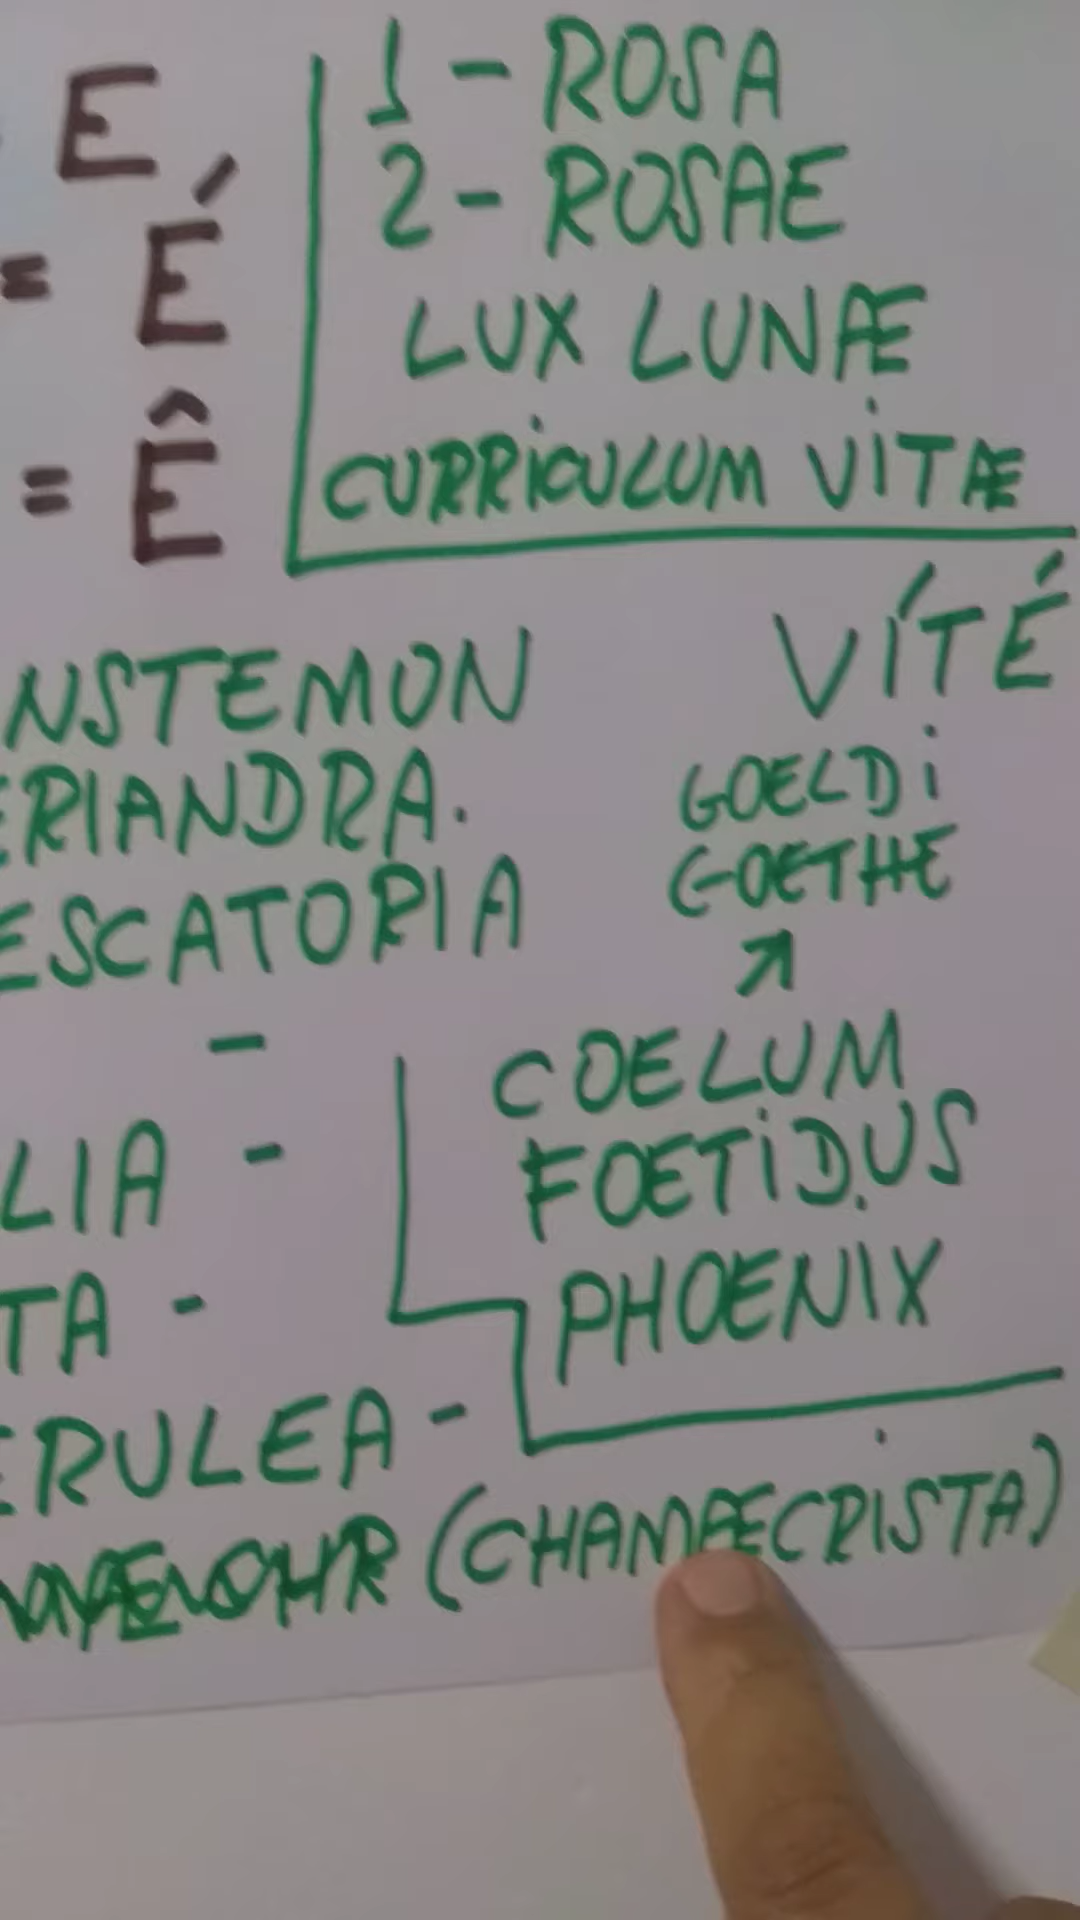 E
= É
= Ê
1 - ROSA
2 - ROSAE
LUX LUNÆ
CURRiCULUM ViTÆ
VÍTÉ
NSTEMON
ERIANDRA.
ESCATORIA
-
LIA -
TA -
ERULEA -
GOELDi
GOETHE
↗
COELUM
FOETiDUS
PHOENIX
(CHAMÆCRiSTA)